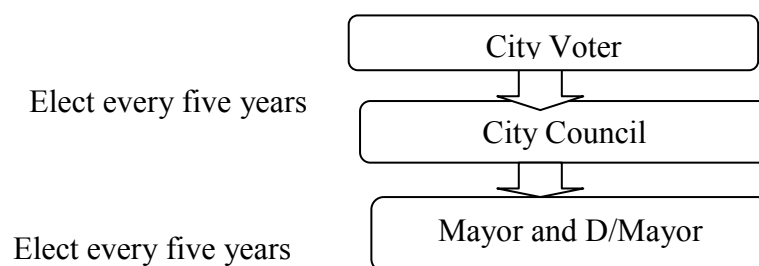 City Voter
Elect every five years
City Council
Mayor and D/Mayor
Elect every five years